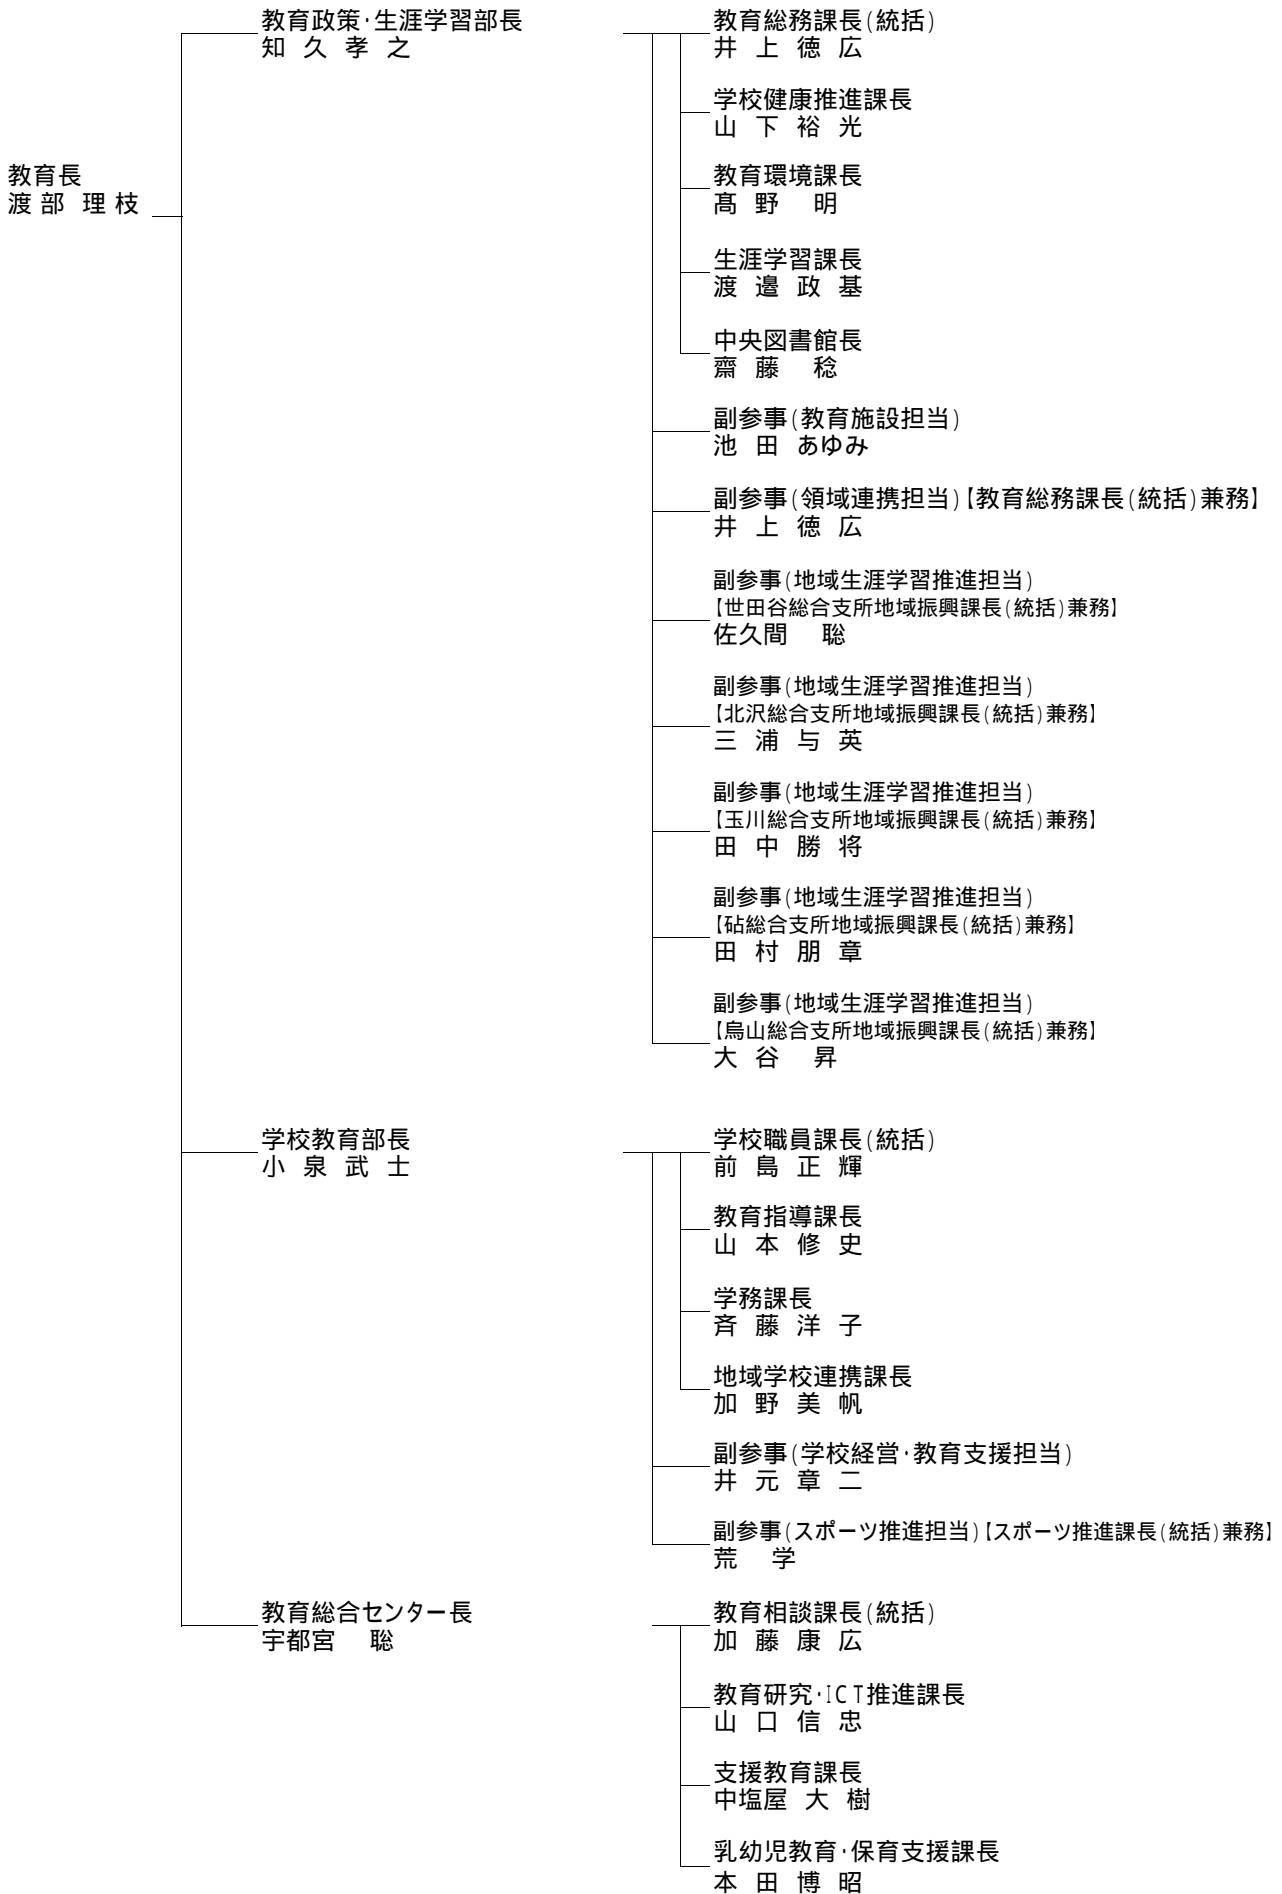 教育長
渡部 理枝
教育政策・生涯学習部長
知久孝之
教育総務課長(統括)
井上徳広
学校健康推進課長
山下裕光
教育環境課長
髙野 明
生涯学習課長
渡邉政基
中央図書館長
齋藤 稔
副参事(教育施設担当)
池田 あゆみ
副参事(領域連携担当)【教育総務課長(統括)兼務】
井上徳広
副参事(地域生涯学習推進担当)
【世田谷総合支所地域振興課長(統括)兼務】
佐久間 聡
副参事(地域生涯学習推進担当)
【北沢総合支所地域振興課長(統括)兼務】
三浦与英
副参事(地域生涯学習推進担当)
【玉川総合支所地域振興課長(統括)兼務】
田中勝将
副参事(地域生涯学習推進担当)
【砧総合支所地域振興課長(統括)兼務】
田村朋章
副参事(地域生涯学習推進担当)
【烏山総合支所地域振興課長(統括)兼務】
大谷 昇
学校教育部長
小泉武士
学校職員課長(統括)
前島正輝
教育指導課長
山本修史
学務課長
斉藤洋子
地域学校連携課長
加野美帆
副参事(学校経営・教育支援担当)
井元章二
副参事(スポーツ推進担当)【スポーツ推進課長(統括)兼務】
荒 学
教育総合センター長
宇都宮 聡
教育相談課長(統括)
加藤康広
教育研究・ICT推進課長
山口信忠
支援教育課長
中塩屋 大樹
乳幼児教育・保育支援課長
本田博昭